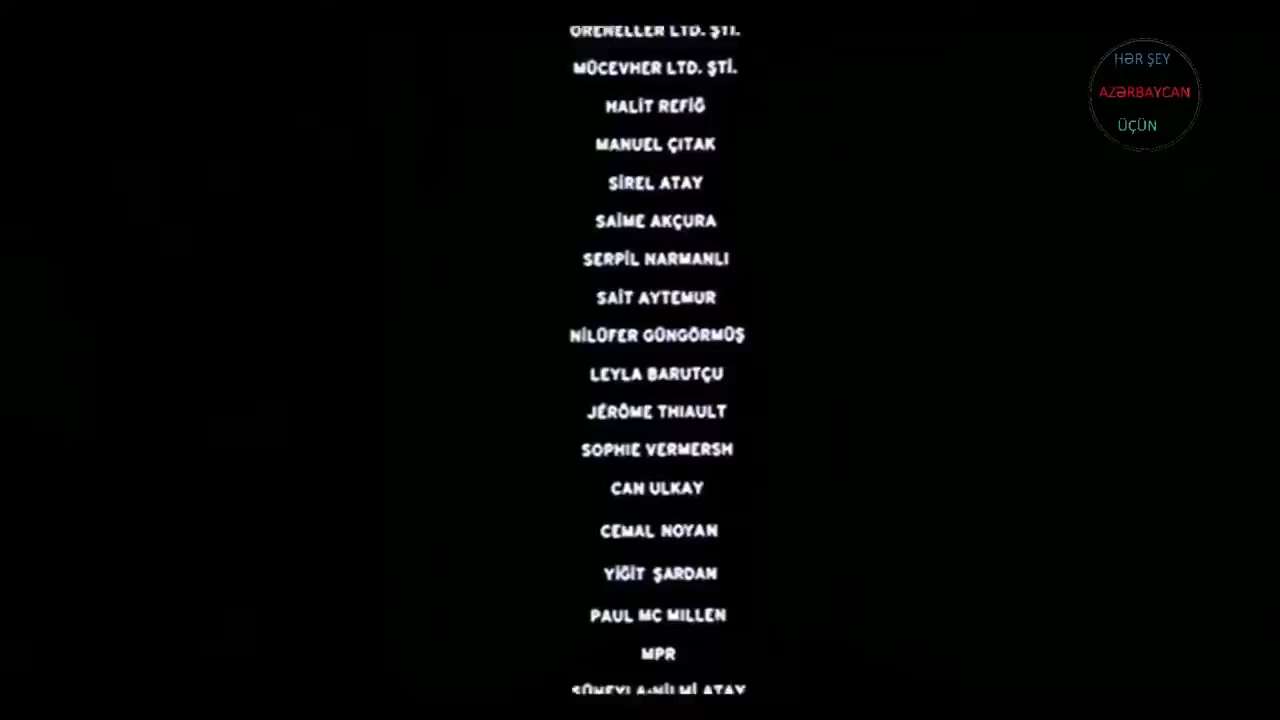 MÜCEVHER LTD. ŞTİ.
HALİT REFİĞ
MANUEL ÇITAK
SİREL ATAY
SAİME AKÇURA
SERPİL NARMANLI
SAİT AYTEMUR
NİLÜFER GÜNGÖRMÜŞ
LEYLA BARUTÇU
JÉRÔME THIAULT
SOPHIE VERMERSH
CAN ULKAY
CEMAL NOYAN
YİĞİT ŞARDAN
PAUL MC MILLEN
MPR
ATAY
HƏR ŞEY
AZƏRBAYCAN
ÜÇÜN